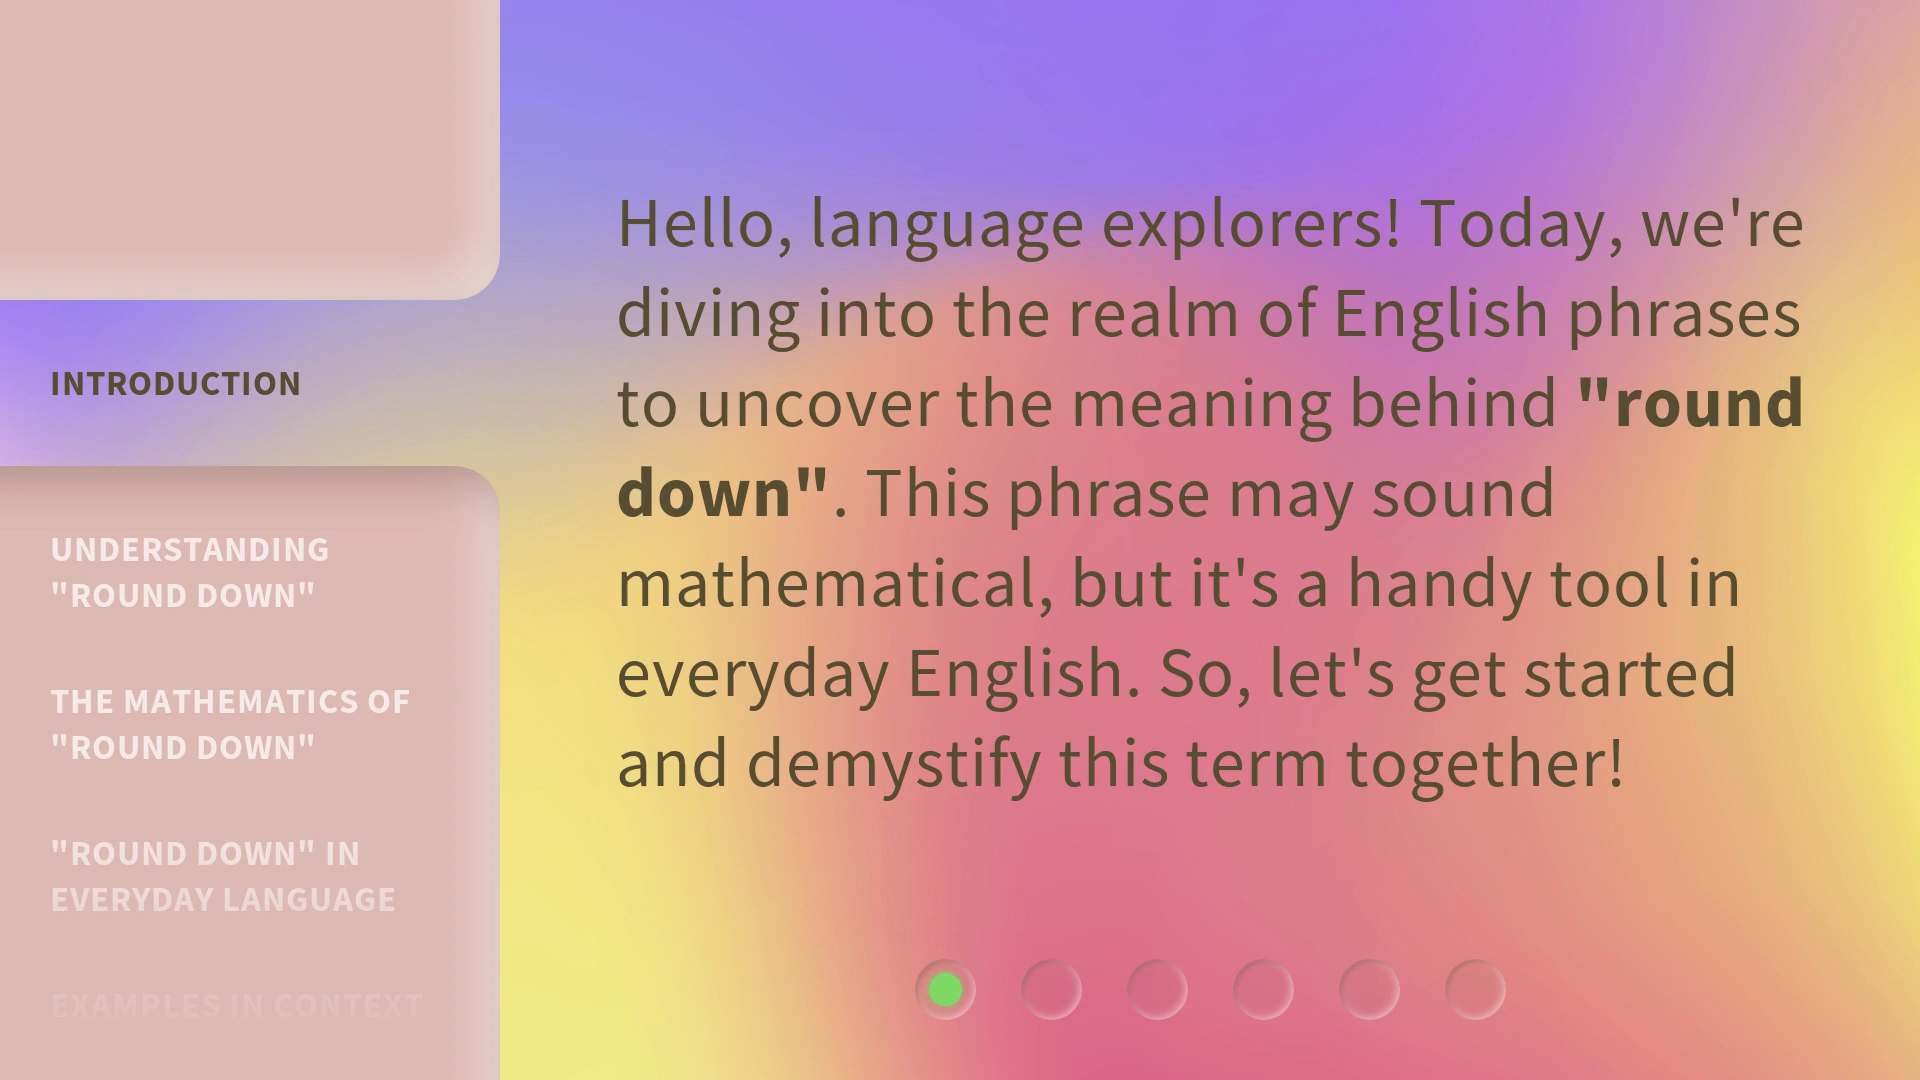 INTRODUCTION
UNDERSTANDING
"ROUND DOWN"
THE MATHEMATICS OF
"ROUND DOWN"
"ROUND DOWN" IN
EVERYDAY LANGUAGE
EXAMPLES IN CONTEXT
Hello, language explorers! Today, we're
diving into the realm of English phrases
to uncover the meaning behind "round
down". This phrase may sound
mathematical, but it's a handy tool in
everyday English. So, let's get started
and demystify this term together!